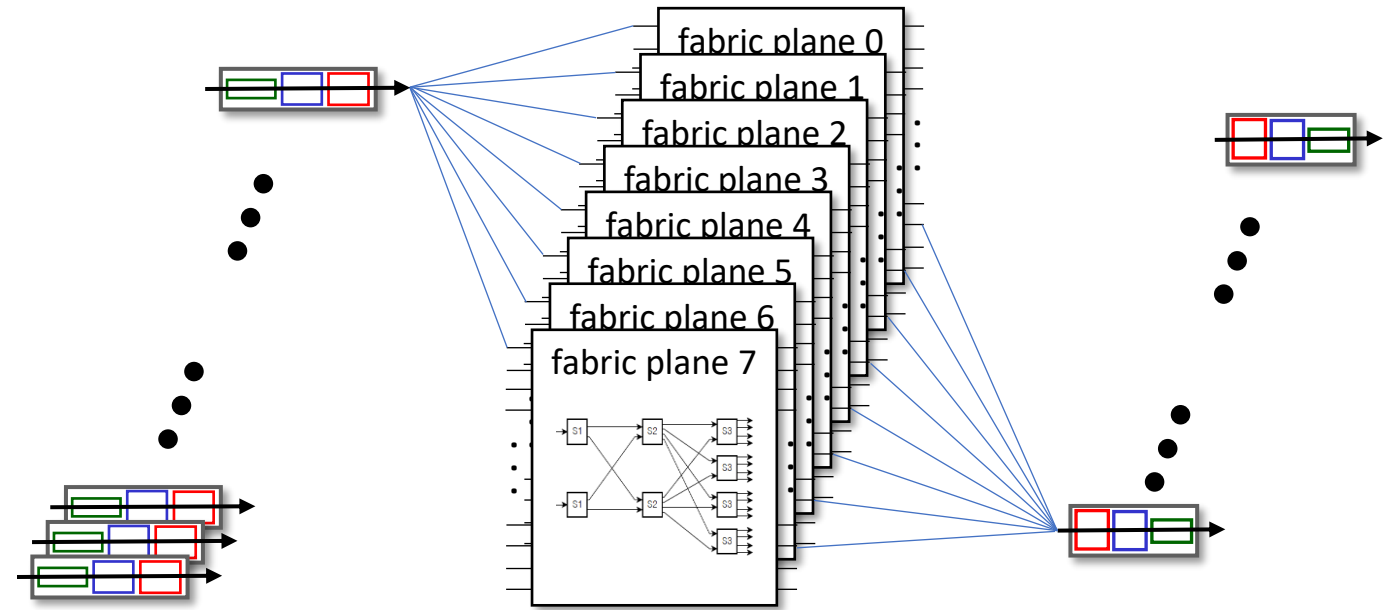 fabric plane 0
fabric plane 1
fabric plane 2
fabric plane 3
fabric plane 4
fabric plane 5
fabric plane 6
fabric plane 7
S1 S2 S3
S3
S1 S2 S3
S3